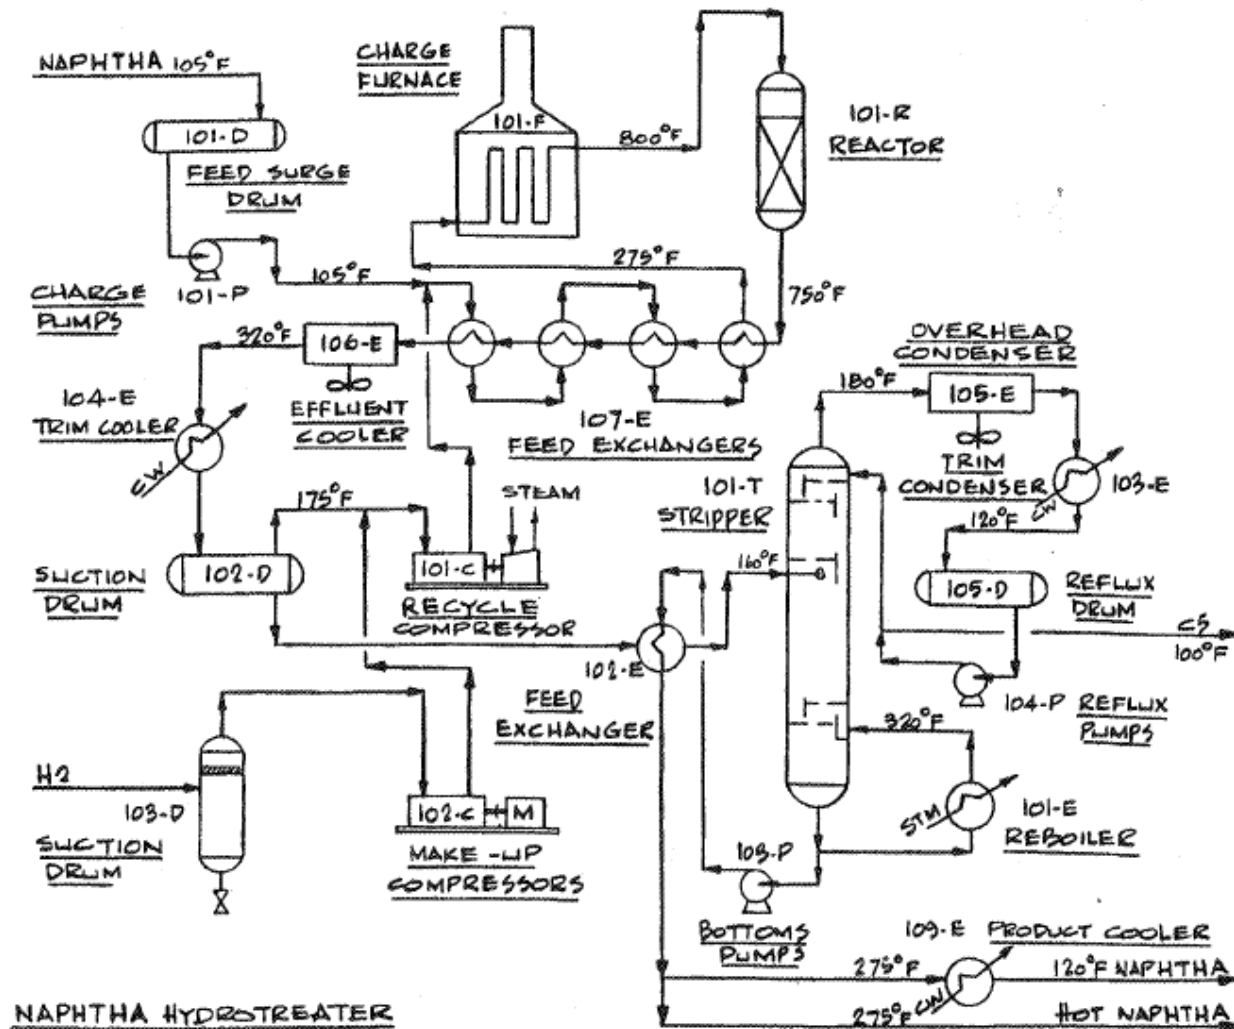 NAPHTHA 105°F
101-D
FEED SURGE
DRUM
101-P
CHARGE
PUMPS
CHARGE
FURNACE
101-F
800°F
101-R
REACTOR
105°F
275°F
750°F
320°F
106-E
EFFLUENT
COOLER
107-E
FEED EXCHANGERS
104-E
TRIM COOLER
CW
175°F
STEAM
102-D
SUCTION
DRUM
101-C
RECYCLE
COMPRESSOR
OVERHEAD
CONDENSER
180°F
105-E
TRIM
CONDENSER
103-E
CW
120°F
101-T
STRIPPER
160°F
105-D
REFLUX
DRUM
C5
100°F
104-P
REFLUX
PUMPS
102-E
FEED
EXCHANGER
320°F
H2
103-D
SUCTION
DRUM
102-C
M
MAKE-UP
COMPRESSORS
STM
101-E
REBOILER
103-P
BOTTOMS
PUMPS
109-E PRODUCT COOLER
275°F
120°F NAPHTHA
275°F
CW
HOT NAPHTHA
NAPHTHA HYDROTREATER